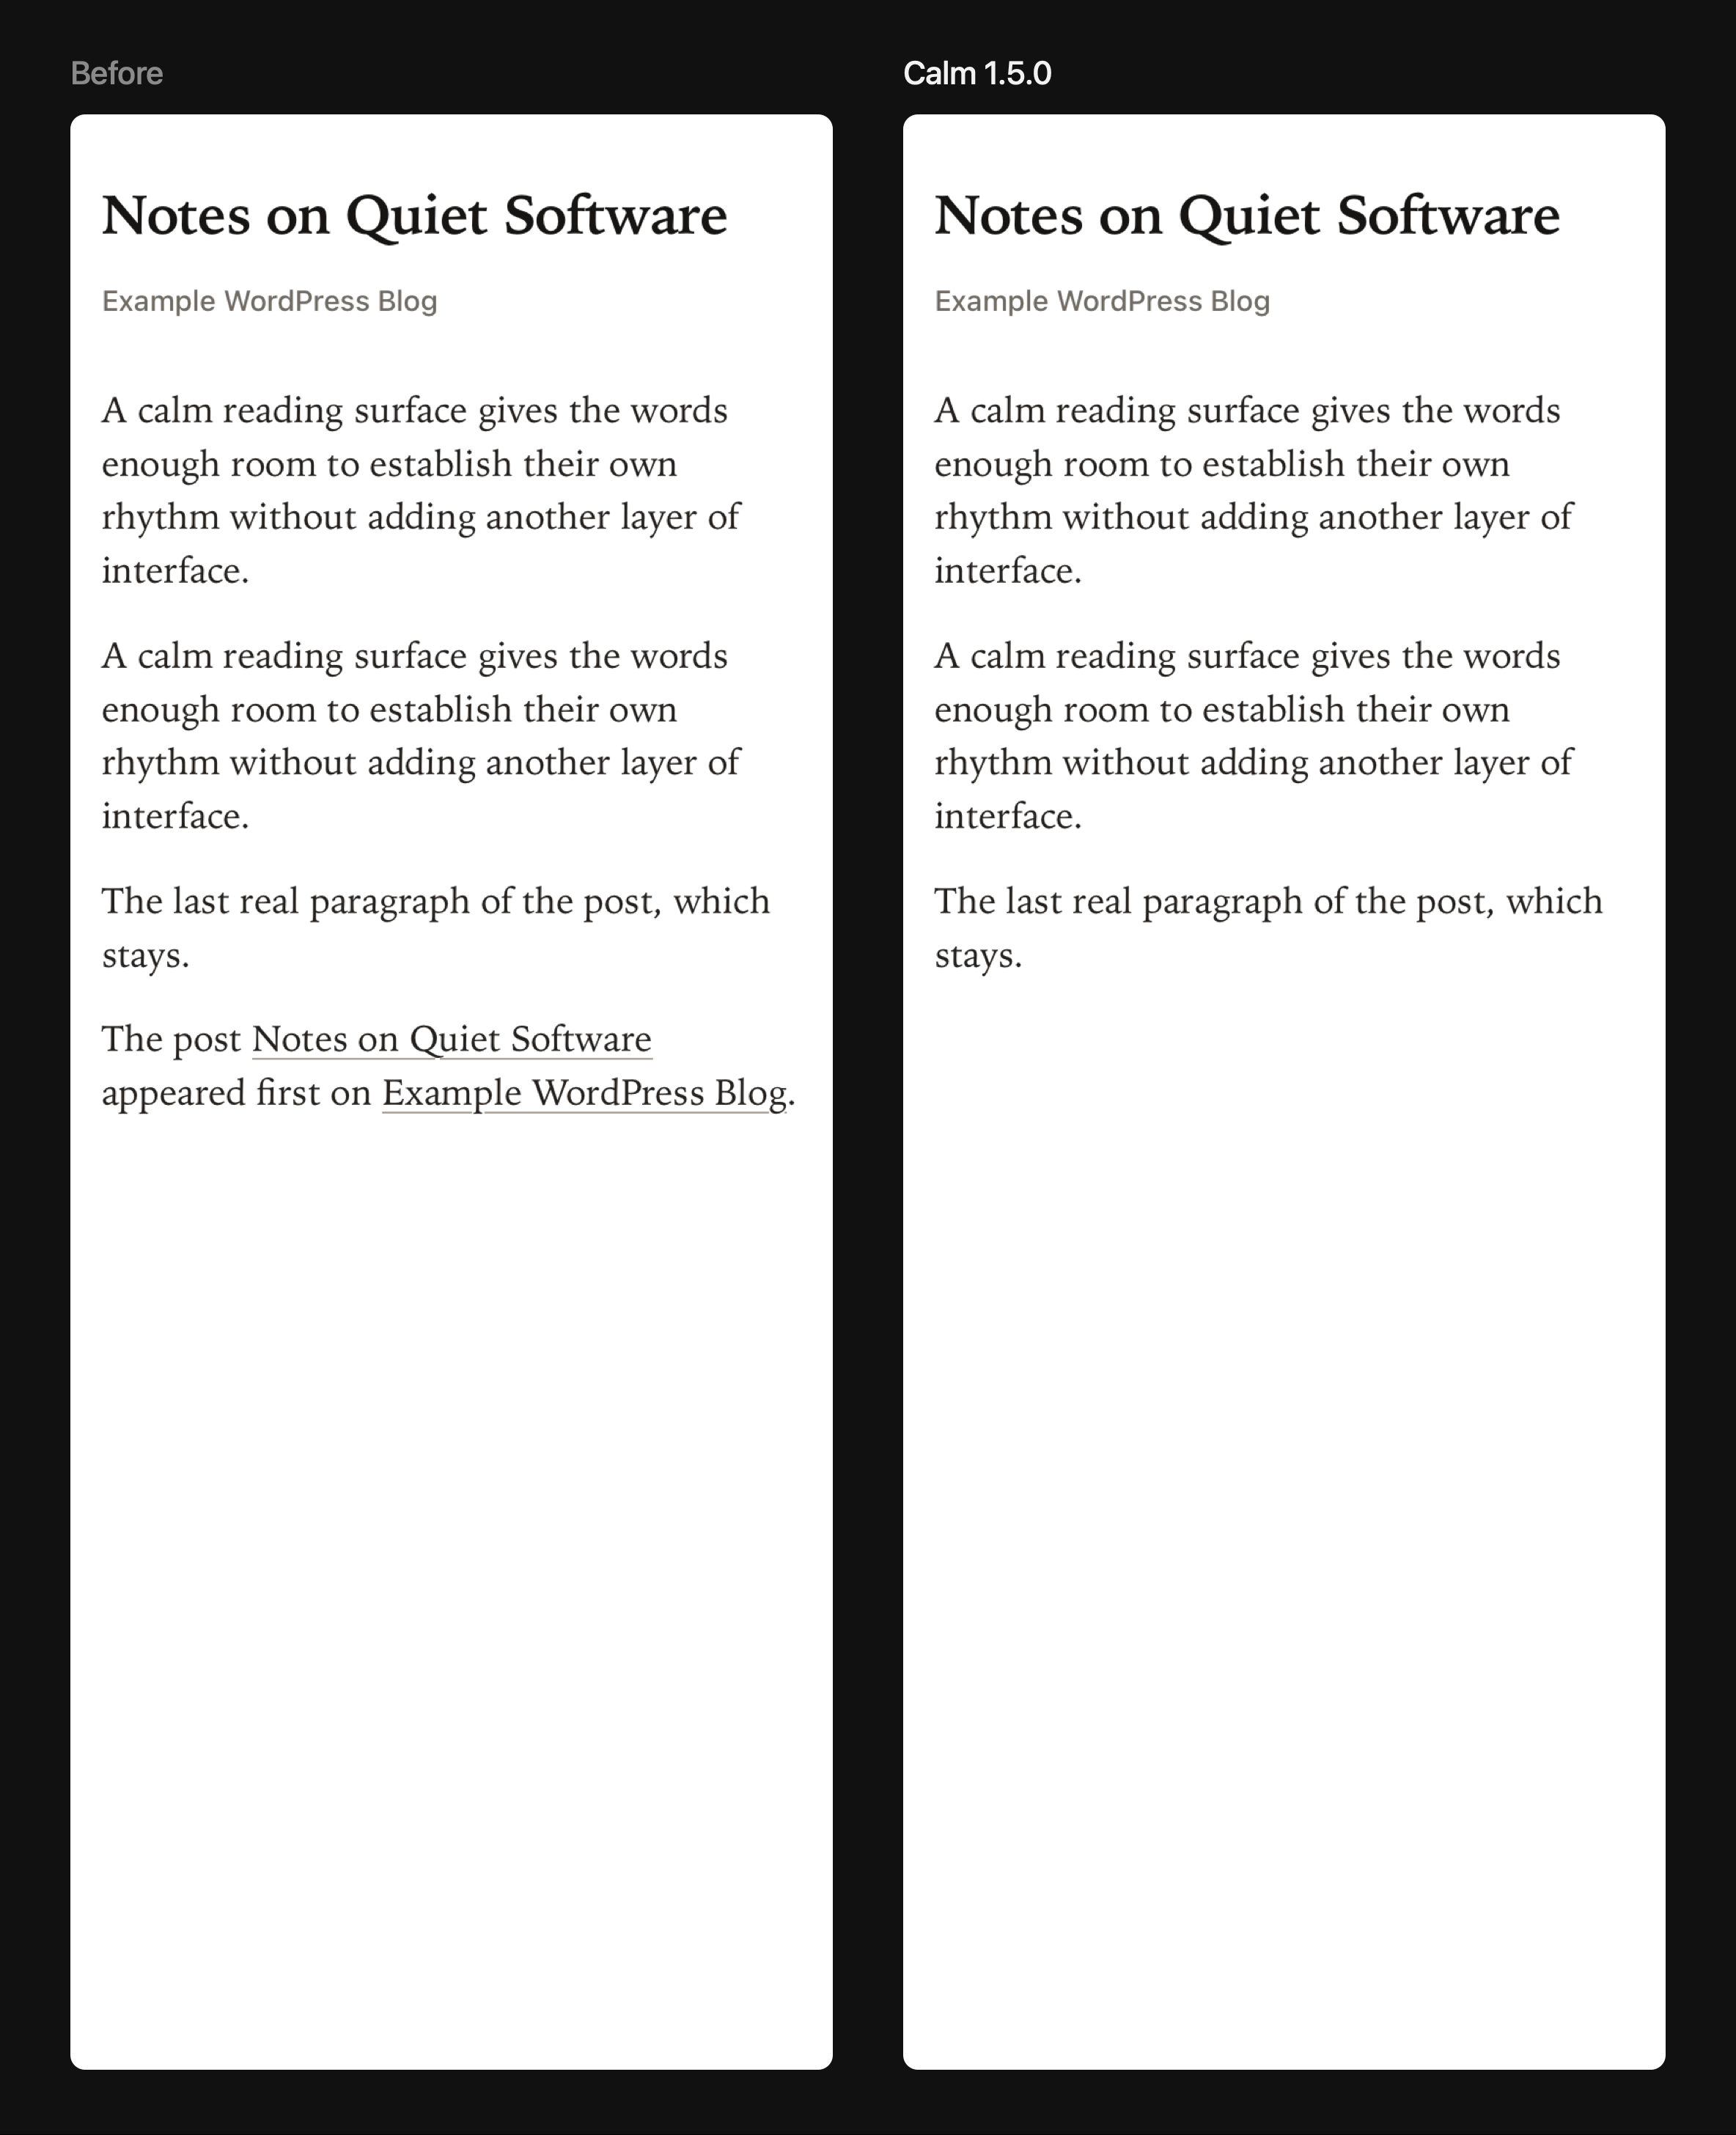 Before
Notes on Quiet Software
Example WordPress Blog
A calm reading surface gives the words
enough room to establish their own
rhythm without adding another layer of
interface.
A calm reading surface gives the words
enough room to establish their own
rhythm without adding another layer of
interface.
The last real paragraph of the post, which
stays.
The post Notes on Quiet Software
appeared first on Example WordPress Blog.
Calm 1.5.0
Notes on Quiet Software
Example WordPress Blog
A calm reading surface gives the words
enough room to establish their own
rhythm without adding another layer of
interface.
A calm reading surface gives the words
enough room to establish their own
rhythm without adding another layer of
interface.
The last real paragraph of the post, which
stays.